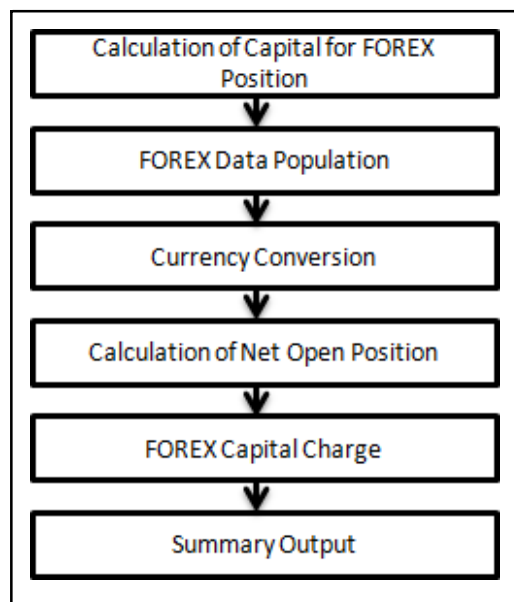 Calculation of Capital for FOREX
Position
FOREX Data Population
Currency Conversion
Calculation of Net Open Position
FOREX Capital Charge
Summary Output